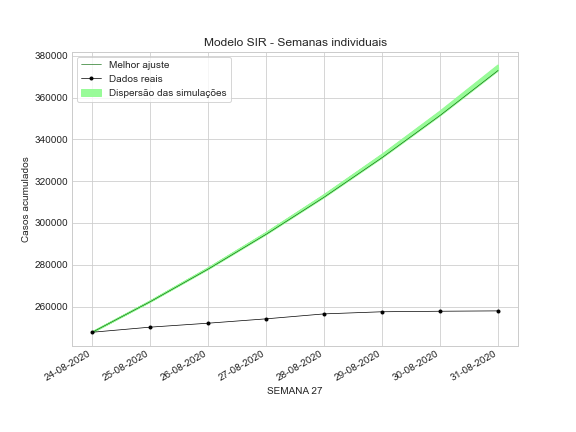 Modelo SIR - Semanas individuais
Melhor ajuste
Dados reais
Dispersão das simulações
Casos acumulados
380000
360000
340000
320000
300000
280000
260000
24-08-2020
25-08-2020
26-08-2020
27-08-2020
28-08-2020
29-08-2020
30-08-2020
31-08-2020
SEMANA 27